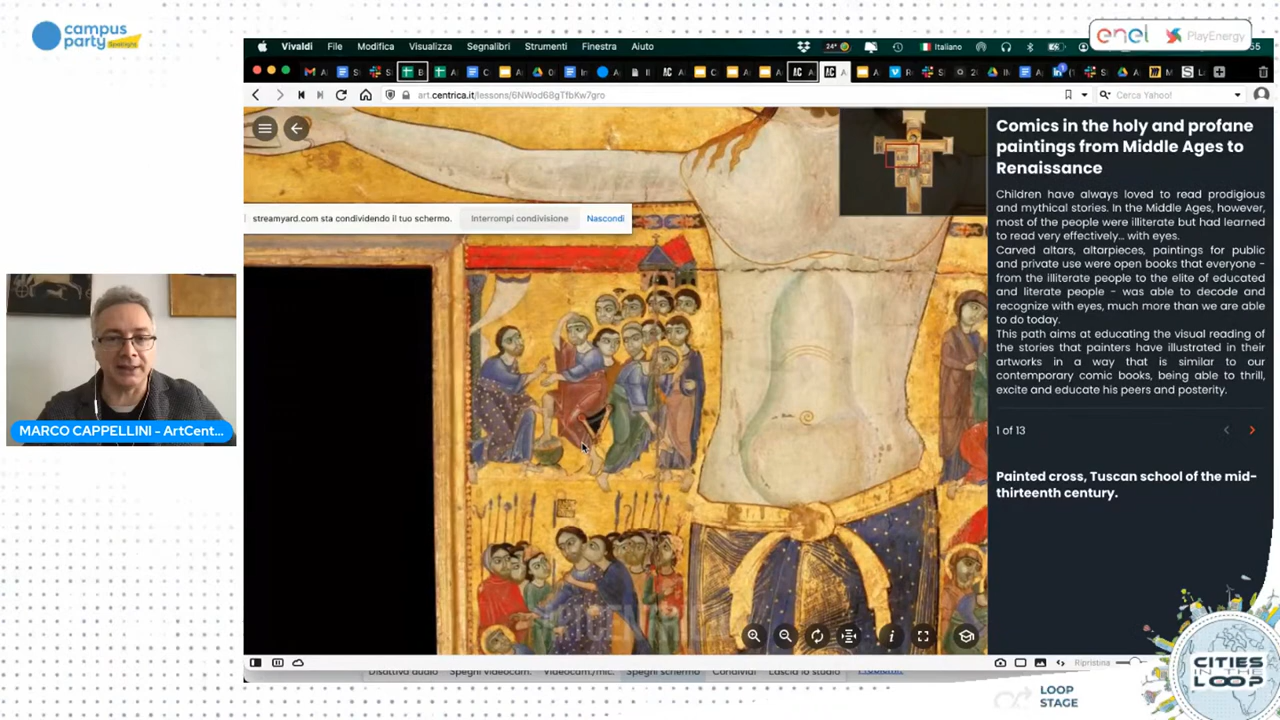 campus
party
Spotlight
enel
PlayEnergy
Vivaldi File Modifica Visualizza Segnalibri Strumenti Finestra Aiuto
24°
Italiano
art.centrica.it/lessons/6NWod68gTfbKw7gro
Cerca Yahoo!
streamyard.com sta condividendo il tuo schermo. Interrompi condivisione Nascondi
Comics in the holy and profane
paintings from Middle Ages to
Renaissance
Children have always loved to read prodigious
and mythical stories. In the Middle Ages, however,
most of the people were illiterate but had learned
to read very effectively... with eyes.
Carved altars, altarpieces, paintings for public
and private use were open books that everyone -
from the illiterate people to the elite of educated
and literate people - was able to decode and
recognize with eyes, much more than we are able
to do today.
This path aims at educating the visual reading of
the stories that painters have illustrated in their
artworks in a way that is similar to our
contemporary comic books, being able to thrill,
excite and educate his peers and posterity.
1 of 13
Painted cross, Tuscan school of the mid-
thirteenth century.
MARCO CAPPELLINI - ArtCent...
ARTCENTRICA
Ripristina
Disattiva audio Spegni videocam. Videocam./mic. Spegni schermo Condividi Lascia lo studio
CITIES
IN THE
LOOP
LOOP
STAGE